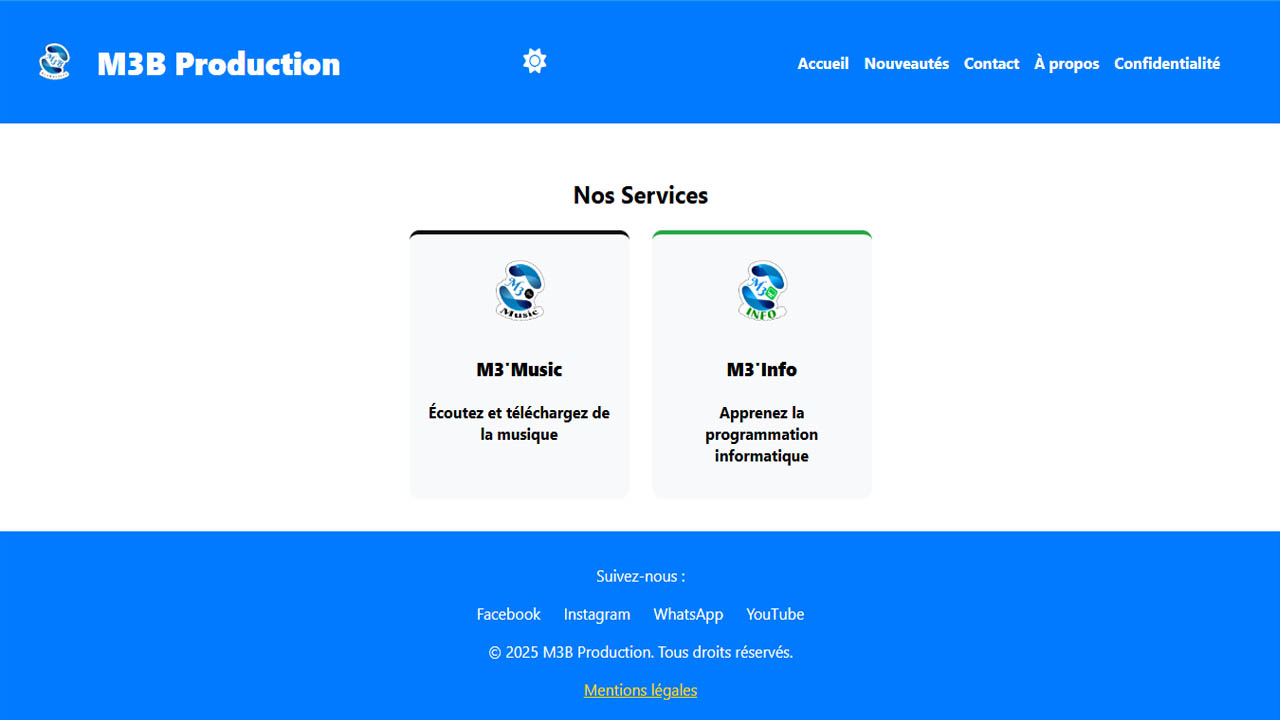 M3B Production
Accueil Nouveautés Contact À propos Confidentialité
Nos Services
M3
Music
M3
INFO
M3˙Music
M3˙Info
Écoutez et téléchargez de
la musique
Apprenez la
programmation
informatique
Suivez-nous :
Facebook Instagram WhatsApp YouTube
© 2025 M3B Production. Tous droits réservés.
Mentions légales